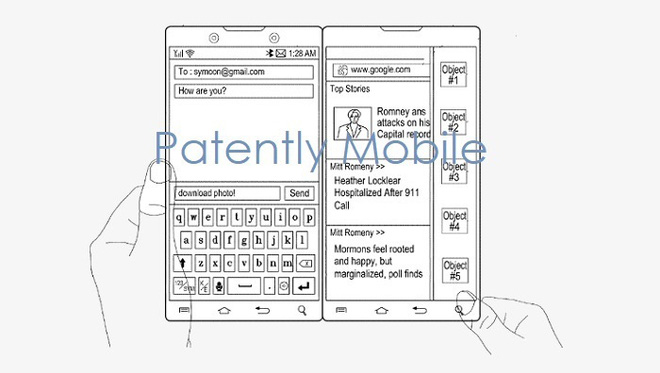 1:28 AM
To : symoon@gmail.com
How are you?
download photo!
Send
q w e r t y u i o p
a s d f g h j k l
z x c v b n m
123
.
www.google.com
Top Stories
Romney ans
attacks on his
Capital record
Mitt Romeny >>
Heather Locklear
Hospitalized After 911
Call
Mitt Romeny >>
Mormons feel rooted
and happy, but
marginalized, poll finds
Object
#1
Object
#2
Object
#3
Object
#4
Object
#5
Patently Mobile